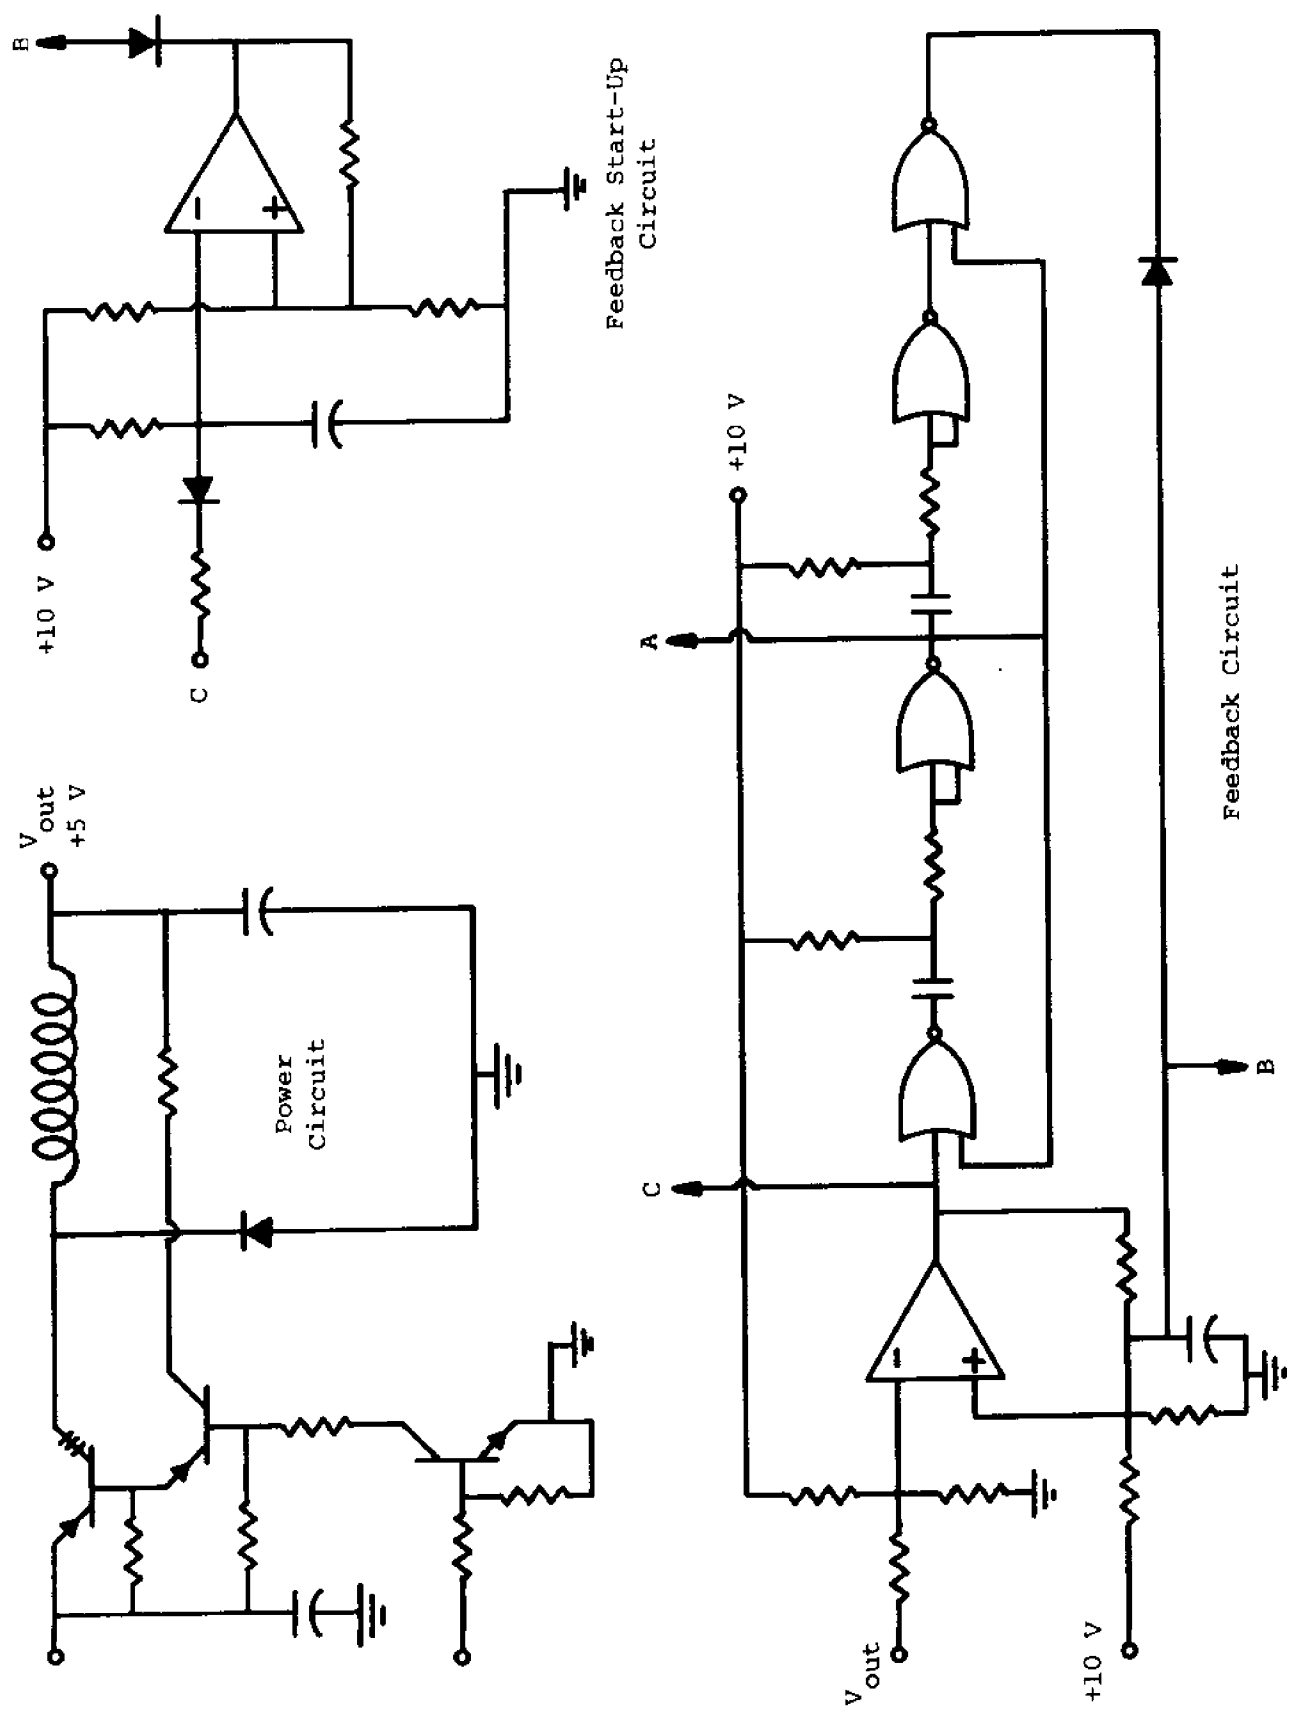 V
out
+5 V
Power
Circuit
+10 V
C
B
-
+
Feedback Start-Up
Circuit
V
out
+10 V
C
A
+10 V
-
+
B
Feedback Circuit